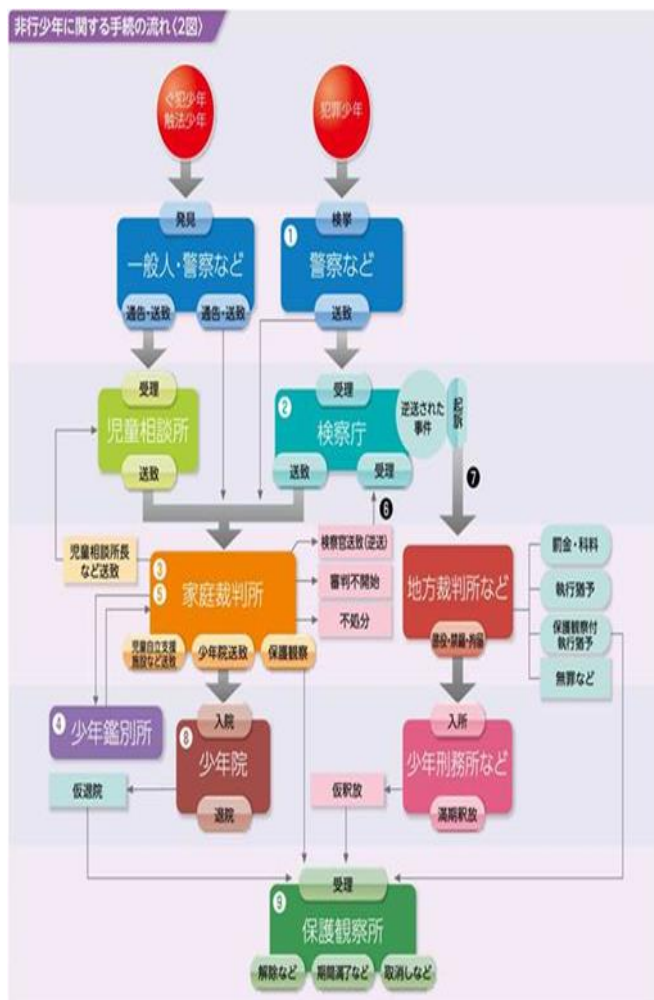 非行少年に関する手続の流れ〈2図〉
ぐ犯少年
触法少年
犯罪少年
発見
一般人・警察など
通告・送致
通告・送致
検挙
1
警察など
送致
受理
児童相談所
送致
受理
2
検察庁
送致
受理
逆送された
事件
起訴
7
6
児童相談所長
など送致
3
5
家庭裁判所
児童自立支援
施設など送致
少年院送致
保護観察
検察官送致(逆送)
審判不開始
不処分
地方裁判所など
懲役・禁錮・拘留
罰金・科料
執行猶予
保護観察付
執行猶予
無罪など
4
少年鑑別所
入院
8
少年院
退院
入所
少年刑務所など
満期釈放
仮退院
仮釈放
受理
9
保護観察所
解除など
期間満了など
取消しなど